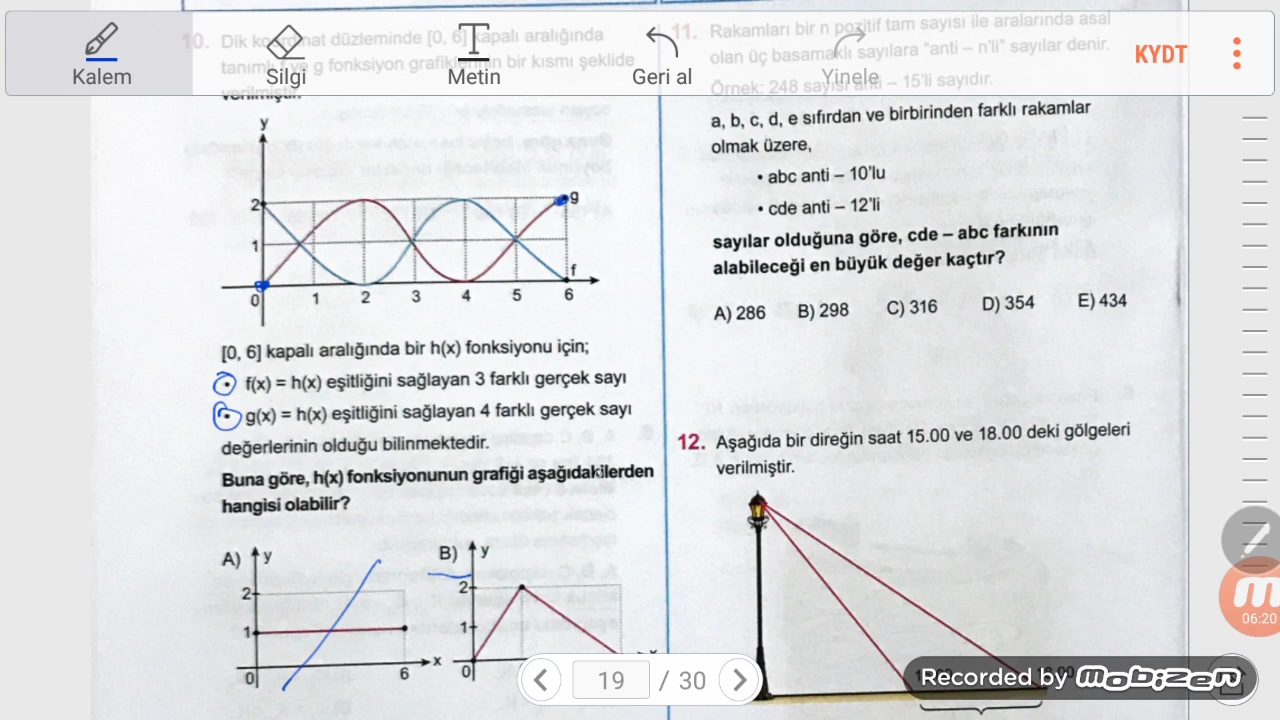 Kalem
Silgi
Metin
Geri al
Yinele
KYDT
10. Dik koordinat düzleminde [0, 6] kapalı aralığında
tanımlı f ve g fonksiyon grafiklerinin bir kısmı şekilde
verilmiştir.
y
2
1
0
1
2
3
4
5
6
g
f
[0, 6] kapalı aralığında bir h(x) fonksiyonu için;
• f(x) = h(x) eşitliğini sağlayan 3 farklı gerçek sayı
• g(x) = h(x) eşitliğini sağlayan 4 farklı gerçek sayı
değerlerinin olduğu bilinmektedir.
Buna göre, h(x) fonksiyonunun grafiği aşağıdakilerden
hangisi olabilir?
A)
y
2
1
0
6
x
B)
y
2
1
0
11. Rakamları bir n pozitif tam sayısı ile aralarında asal
olan üç basamaklı sayılara “anti – n’li” sayılar denir.
Örnek: 248 sayısı anti – 15’li sayıdır.
a, b, c, d, e sıfırdan ve birbirinden farklı rakamlar
olmak üzere,
• abc anti – 10’lu
• cde anti – 12’li
sayılar olduğuna göre, cde – abc farkının
alabileceği en büyük değer kaçtır?
A) 286 B) 298 C) 316 D) 354 E) 434
12. Aşağıda bir direğin saat 15.00 ve 18.00 deki gölgeleri
verilmiştir.
19 / 30
06:20
Recorded by mobizen